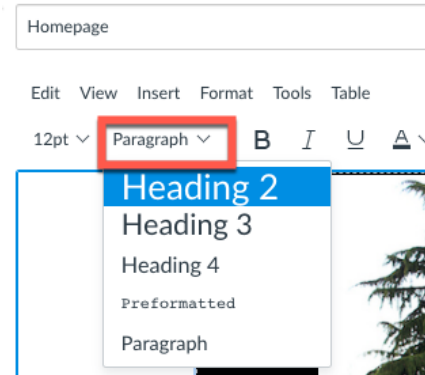 Homepage
Edit View Insert Format Tools Table
12pt Paragraph B I U A
Heading 2
Heading 3
Heading 4
Preformatted
Paragraph